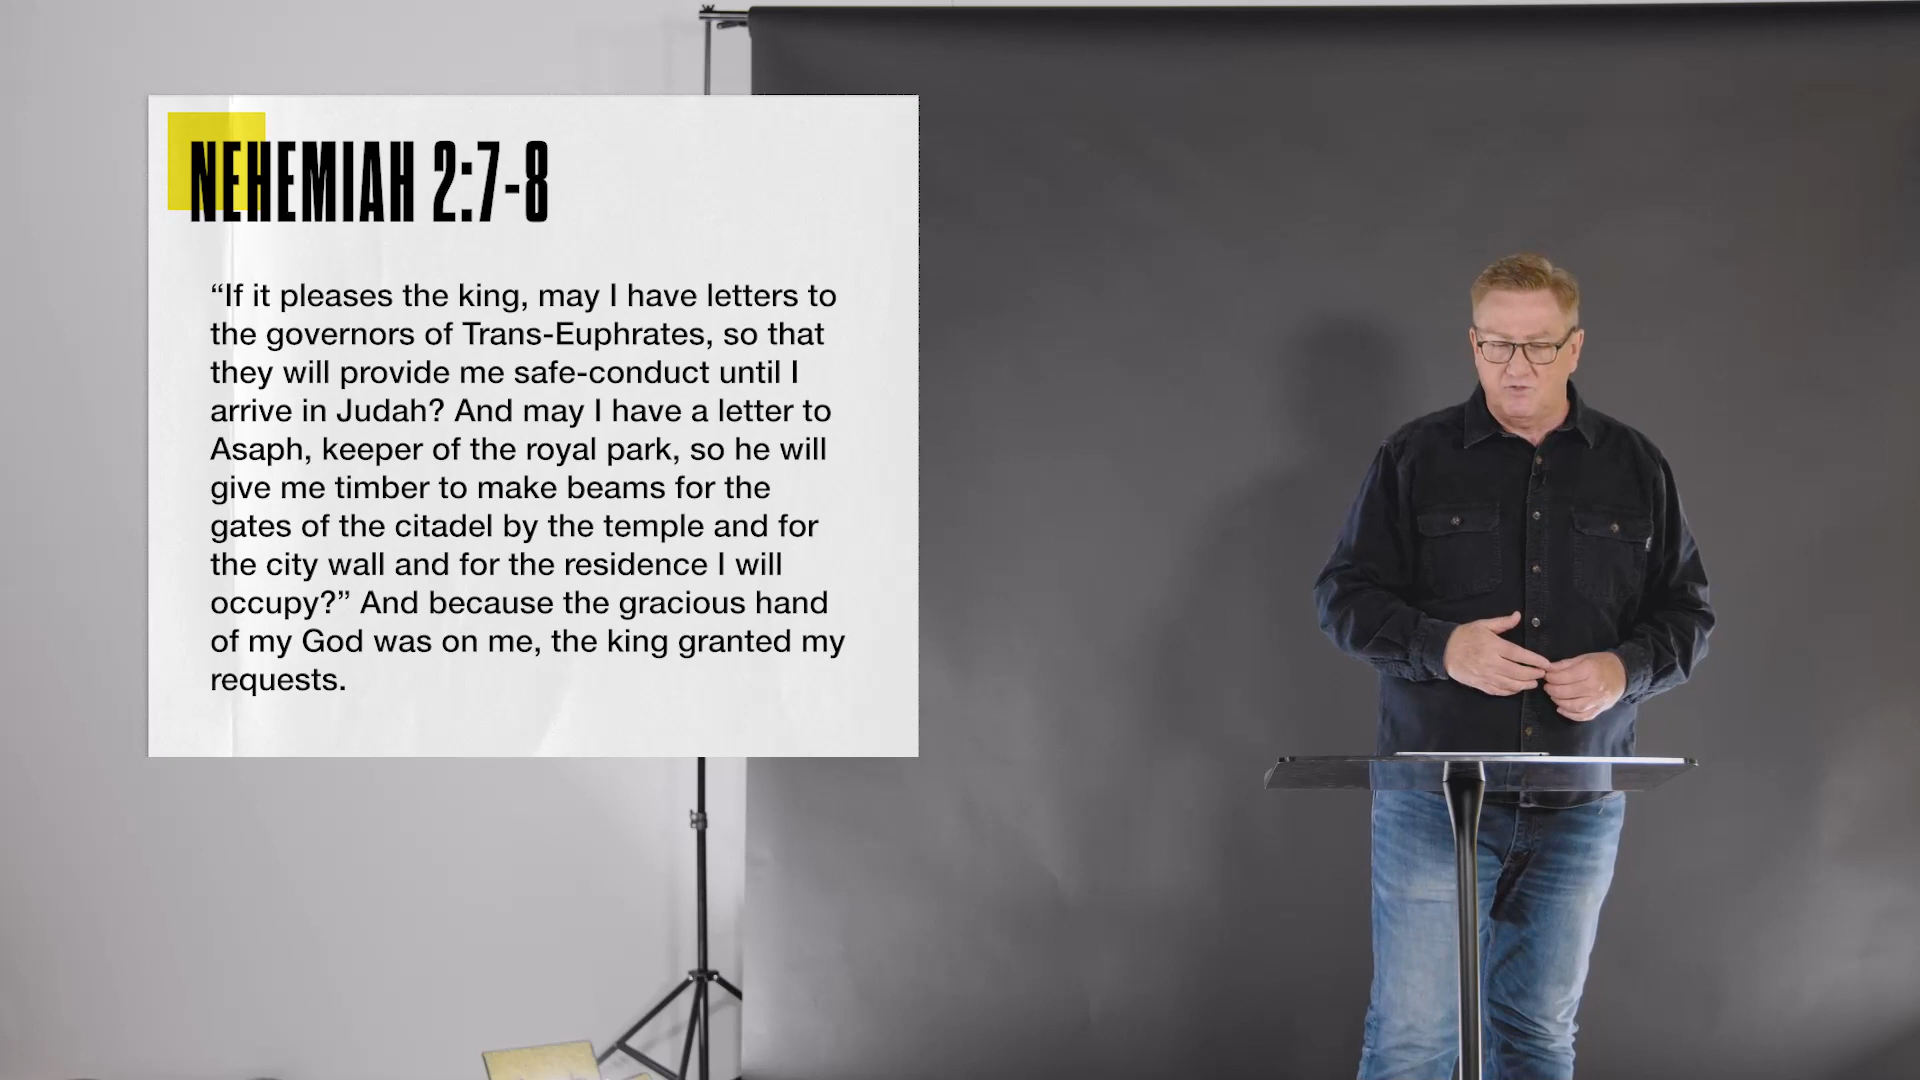 NEHEMIAH 2:7-8
“If it pleases the king, may I have letters to
the governors of Trans-Euphrates, so that
they will provide me safe-conduct until I
arrive in Judah? And may I have a letter to
Asaph, keeper of the royal park, so he will
give me timber to make beams for the
gates of the citadel by the temple and for
the city wall and for the residence I will
occupy?” And because the gracious hand
of my God was on me, the king granted my
requests.